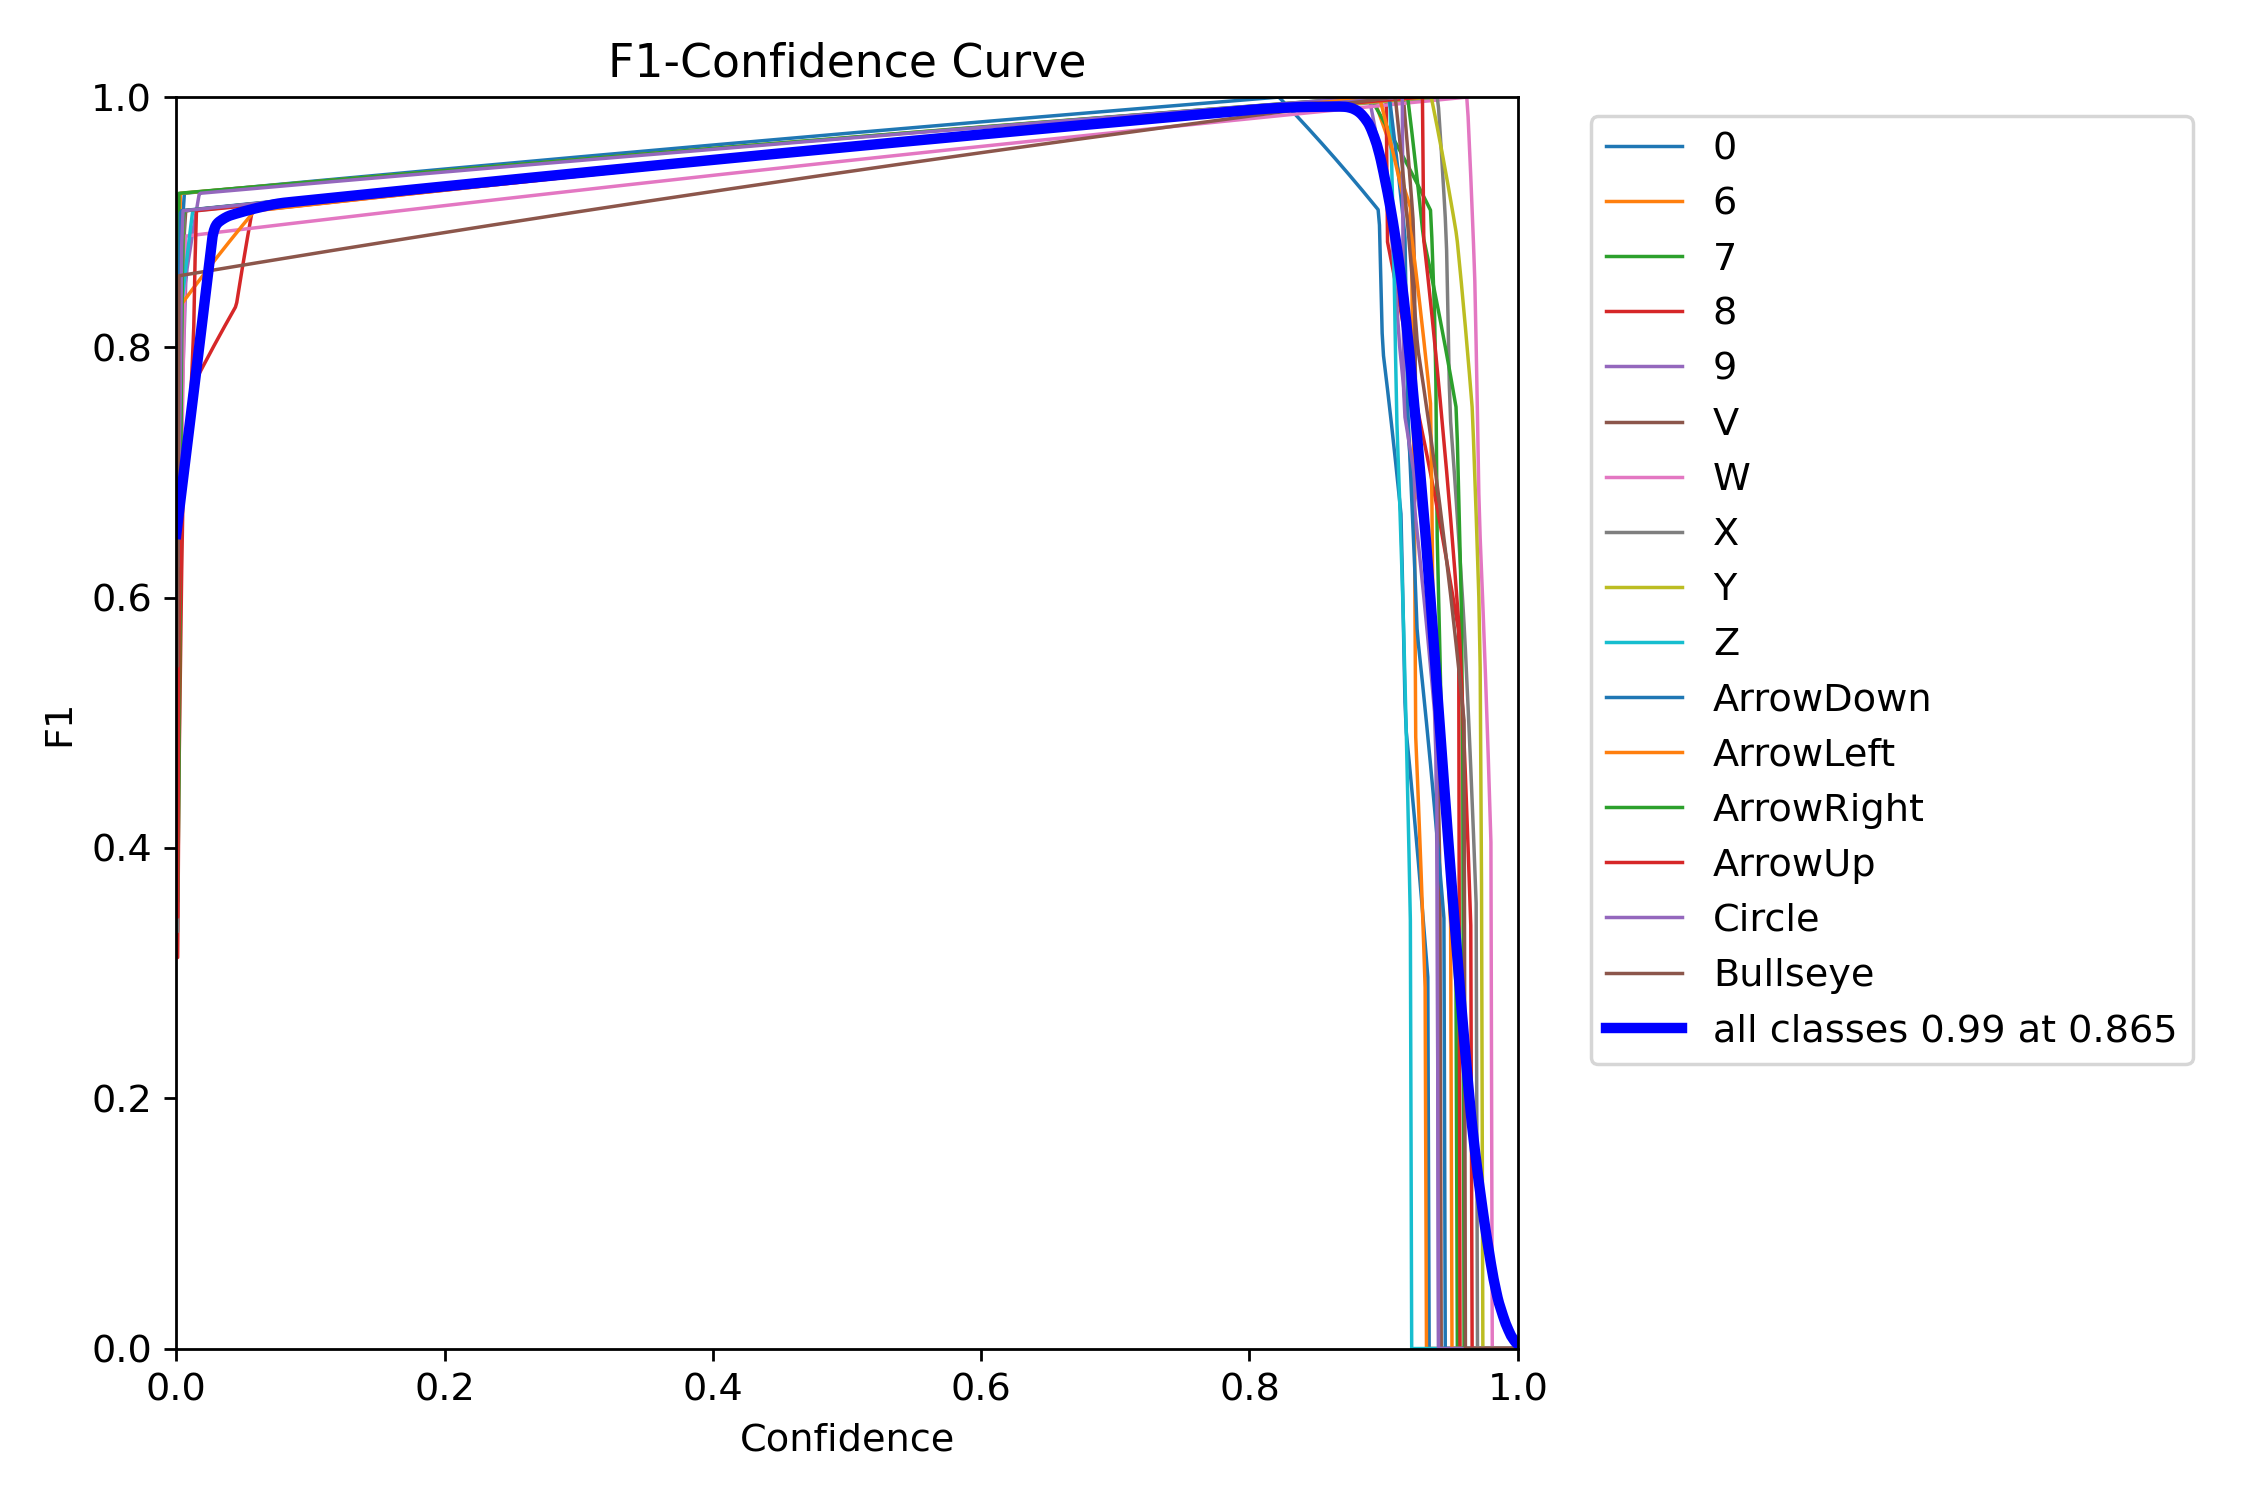 F1-Confidence Curve
1.0
0.8
0.6
0.4
0.2
0.0
F1
0.0 0.2 0.4 0.6 0.8 1.0
Confidence
0
6
7
8
9
V
W
X
Y
Z
ArrowDown
ArrowLeft
ArrowRight
ArrowUp
Circle
Bullseye
all classes 0.99 at 0.865